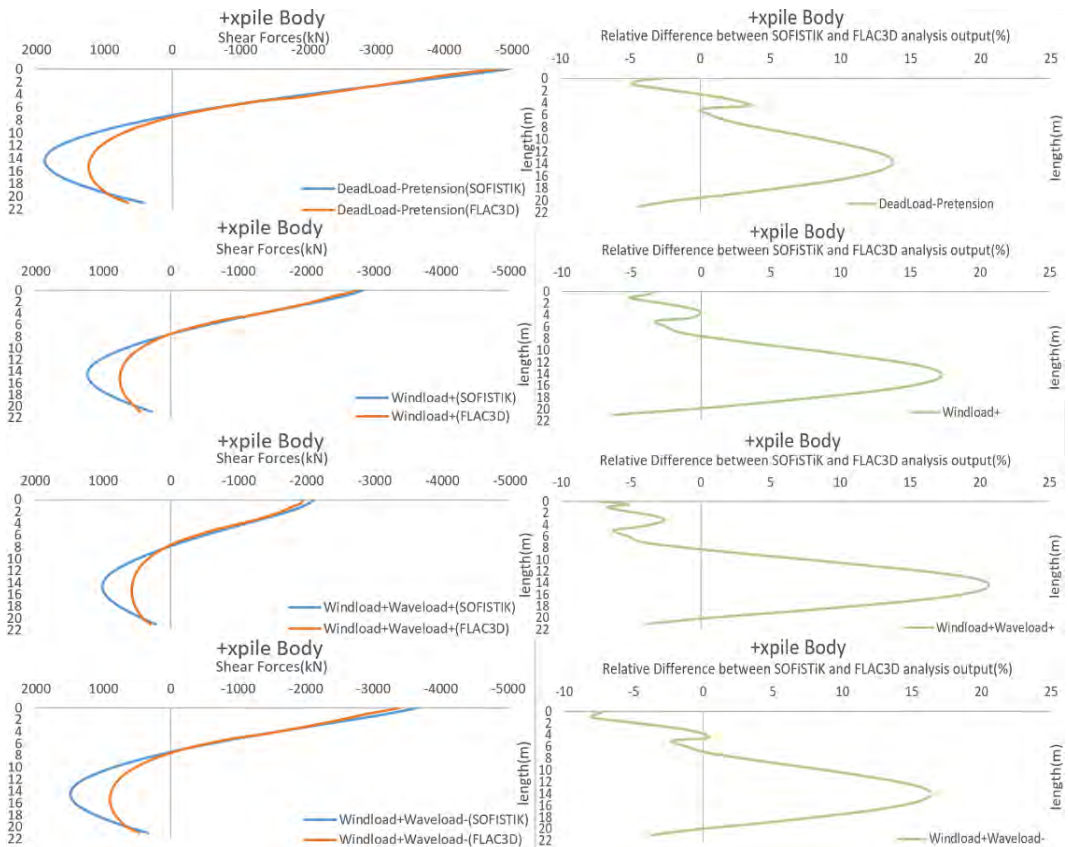 +xpile Body
Shear Forces(kN)
2000 1000 0 -1000 -2000 -3000 -4000 -5000
0
2
4
6
8
10
12
14
16
18
20
22
length(m)
DeadLoad-Pretension(SOFISTIK)
DeadLoad-Pretension(FLAC3D)
+xpile Body
Relative Difference between SOFISTIK and FLAC3D analysis output(%)
-10 -5 0 5 10 15 20 25
0
2
4
6
8
10
12
14
16
18
20
22
length(m)
DeadLoad-Pretension
+xpile Body
Shear Forces(kN)
2000 1000 0 -1000 -2000 -3000 -4000 -5000
0
2
4
6
8
10
12
14
16
18
20
22
length(m)
Windload+(SOFISTIK)
Windload+(FLAC3D)
+xpile Body
Relative Difference between SOFiSTiK and FLAC3D analysis output(%)
-10 -5 0 5 10 15 20 25
0
2
4
6
8
10
12
14
16
18
20
22
length(m)
Windload+
+xpile Body
Shear Forces(kN)
2000 1000 0 -1000 -2000 -3000 -4000 -5000
0
2
4
6
8
10
12
14
16
18
20
22
length(m)
Windload+Waveload+(SOFISTIK)
Windload+Waveload+(FLAC3D)
+xpile Body
Relative Difference between SOFiSTiK and FLAC3D analysis output(%)
-10 -5 0 5 10 15 20 25
0
2
4
6
8
10
12
14
16
18
20
22
length(m)
Windload+Waveload+
+xpile Body
Shear Forces(kN)
2000 1000 0 -1000 -2000 -3000 -4000 -5000
0
2
4
6
8
10
12
14
16
18
20
22
length(m)
Windload+Waveload-(SOFISTIK)
Windload+Waveload-(FLAC3D)
+xpile Body
Relative Difference between SOFiSTiK and FLAC3D analysis output(%)
-10 -5 0 5 10 15 20 25
0
2
4
6
8
10
12
14
16
18
20
22
length(m)
Windload+Waveload-